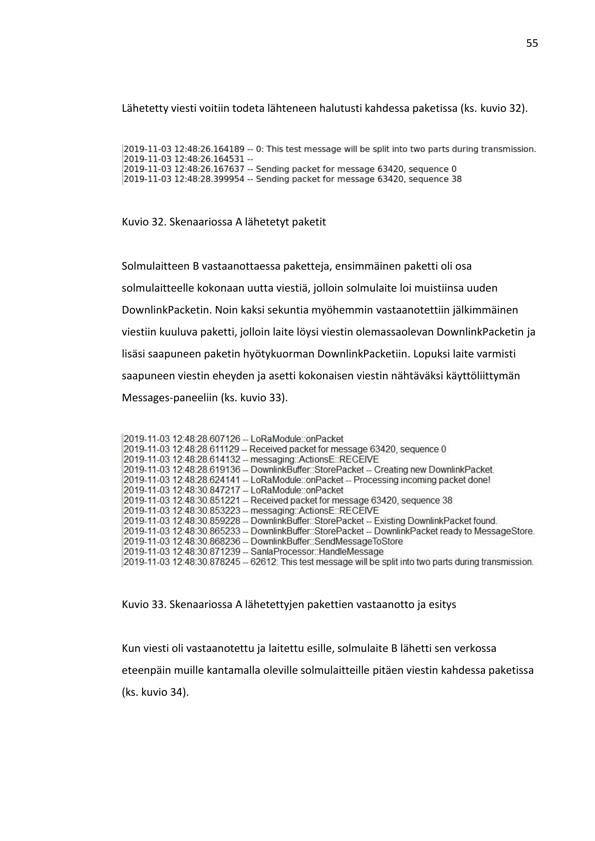 55
Lähetetty viesti voitiin todeta lähteneen halutusti kahdessa paketissa (ks. kuvio 32).
2019-11-03 12:48:26.164189 -- 0: This test message will be split into two parts during transmission.
2019-11-03 12:48:26.164531 --
2019-11-03 12:48:26.167637 -- Sending packet for message 63420, sequence 0
2019-11-03 12:48:28.399954 -- Sending packet for message 63420, sequence 38
Kuvio 32. Skenaariossa A lähetetyt paketit
Solmulaitteen B vastaanottaessa paketteja, ensimmäinen paketti oli osa
solmulaitteelle kokonaan uutta viestiä, jolloin solmulaite loi muistiinsa uuden
DownlinkPacketin. Noin kaksi sekuntia myöhemmin vastaanotettiin jälkimmäinen
viestiin kuuluva paketti, jolloin laite löysi viestin olemassaolevan DownlinkPacketin ja
lisäsi saapuneen paketin hyötykuorman DownlinkPacketiin. Lopuksi laite varmisti
saapuneen viestin eheyden ja asetti kokonaisen viestin nähtäväksi käyttöliittymän
Messages-paneeliin (ks. kuvio 33).
2019-11-03 12:48:28.607126 -- LoRaModule::onPacket
2019-11-03 12:48:28.611129 -- Received packet for message 63420, sequence 0
2019-11-03 12:48:28.614132 -- messaging::ActionsE::RECEIVE
2019-11-03 12:48:28.619136 -- DownlinkBuffer::StorePacket -- Creating new DownlinkPacket.
2019-11-03 12:48:28.624141 -- LoRaModule::onPacket -- Processing incoming packet done!
2019-11-03 12:48:30.847217 -- LoRaModule::onPacket
2019-11-03 12:48:30.851221 -- Received packet for message 63420, sequence 38
2019-11-03 12:48:30.853223 -- messaging::ActionsE::RECEIVE
2019-11-03 12:48:30.859228 -- DownlinkBuffer::StorePacket -- Existing DownlinkPacket found.
2019-11-03 12:48:30.865233 -- DownlinkBuffer::StorePacket -- DownlinkPacket ready to MessageStore.
2019-11-03 12:48:30.868236 -- DownlinkBuffer::SendMessageToStore
2019-11-03 12:48:30.871239 -- SanlaProcessor::HandleMessage
2019-11-03 12:48:30.878245 -- 62612: This test message will be split into two parts during transmission.
Kuvio 33. Skenaariossa A lähetettyjen pakettien vastaanotto ja esitys
Kun viesti oli vastaanotettu ja laitettu esille, solmulaite B lähetti sen verkossa
eteenpäin muille kantamalla oleville solmulaitteille pitäen viestin kahdessa paketissa
(ks. kuvio 34).